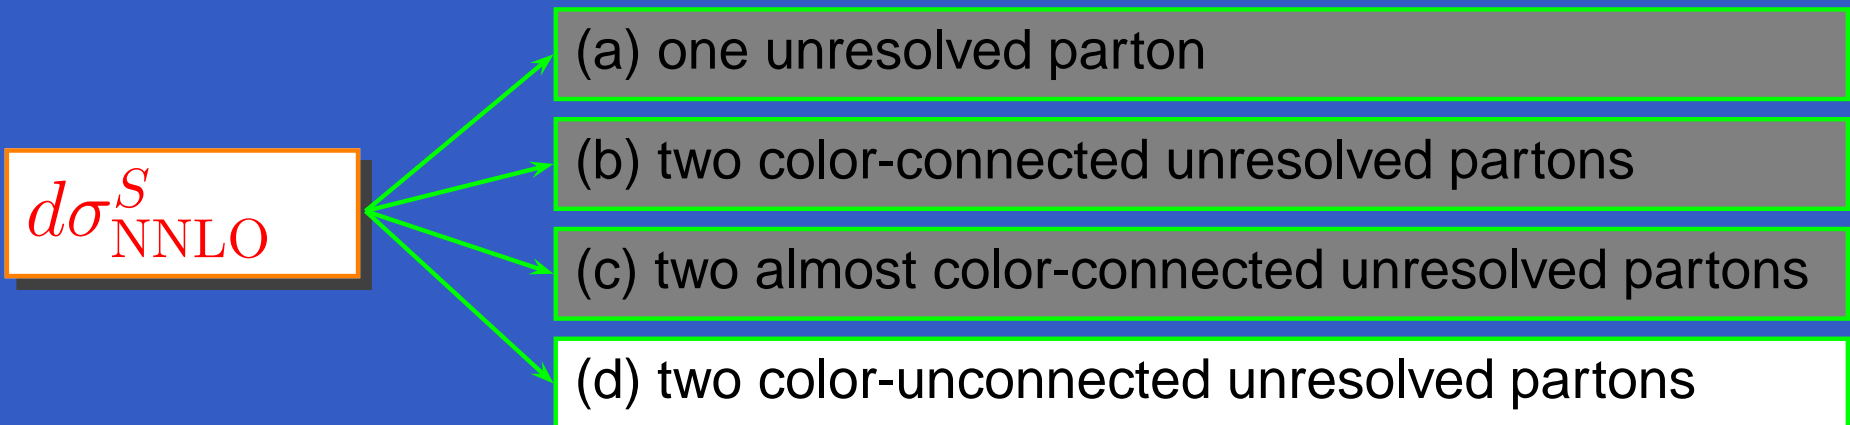 (a) one unresolved parton
(b) two color-connected unresolved partons
dσ^S_NNLO
(c) two almost color-connected unresolved partons
(d) two color-unconnected unresolved partons